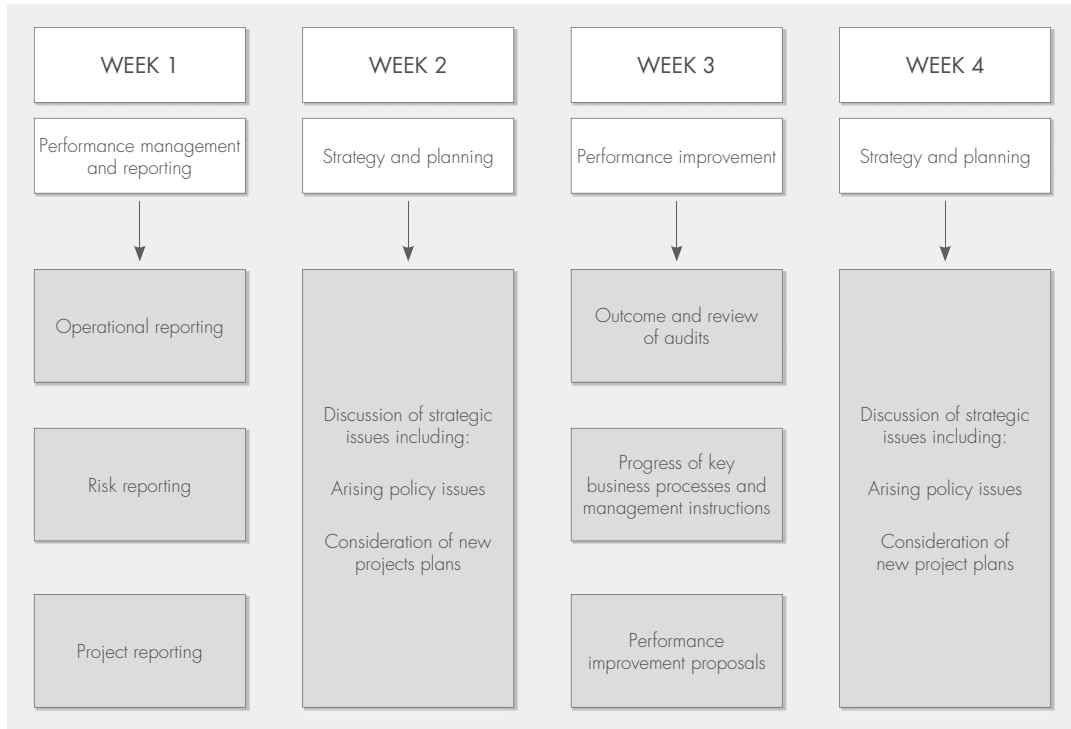 WEEK 1
WEEK 2
WEEK 3
WEEK 4
Performance management
and reporting
Strategy and planning
Performance improvement
Strategy and planning
Operational reporting
Risk reporting
Project reporting
Discussion of strategic
issues including:
Arising policy issues
Consideration of new
projects plans
Outcome and review
of audits
Progress of key
business processes and
management instructions
Performance
improvement proposals
Discussion of strategic
issues including:
Arising policy issues
Consideration of
new project plans